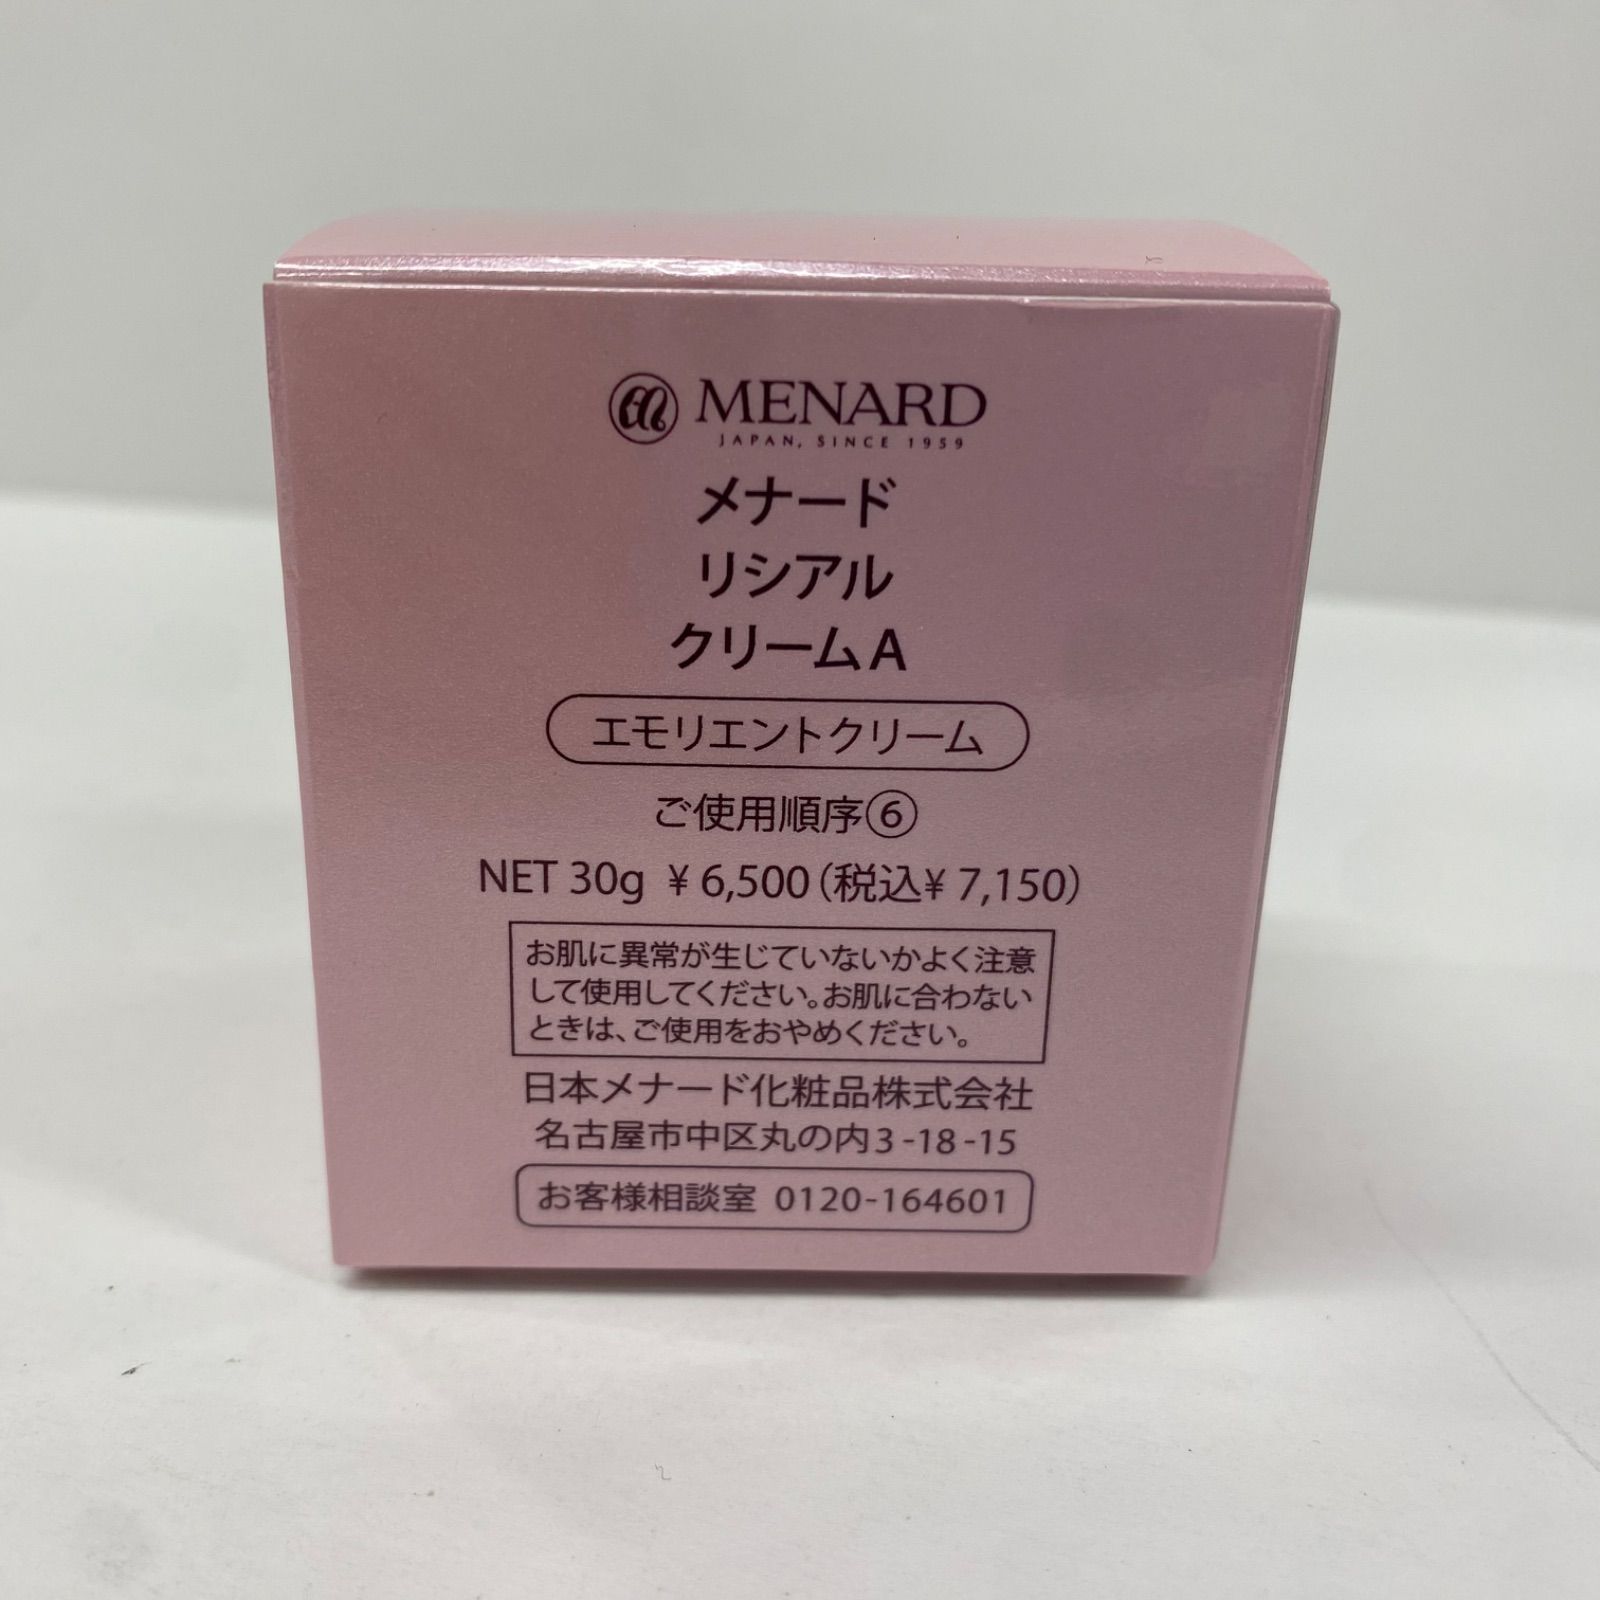 MENARD
JAPAN, SINCE 1959
メナード
リシアル
クリームA
エモリエントクリーム
ご使用順序⑥
NET 30g ¥6,500(税込¥7,150)
お肌に異常が生じていないかよく注意
して使用してください。お肌に合わない
ときは、ご使用をおやめください。
日本メナード化粧品株式会社
名古屋市中区丸の内3-18-15
お客様相談室 0120-164601